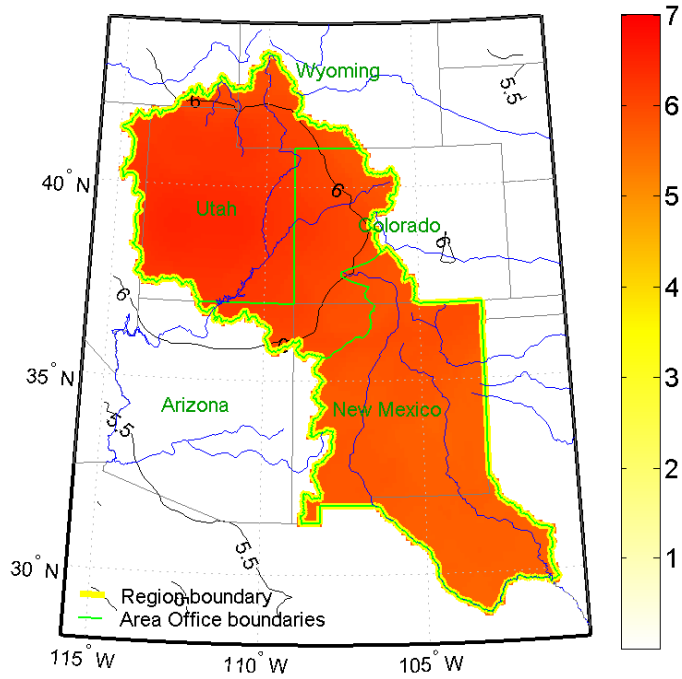 7
Wyoming
5.5
6
6
5
40° N
Utah
6
Colorado
6
4
6
6
35° N
Arizona
New Mexico
3
5.5
2
5.5
30° N
1
Region boundary
Area Office boundaries
115° W
110° W
105° W